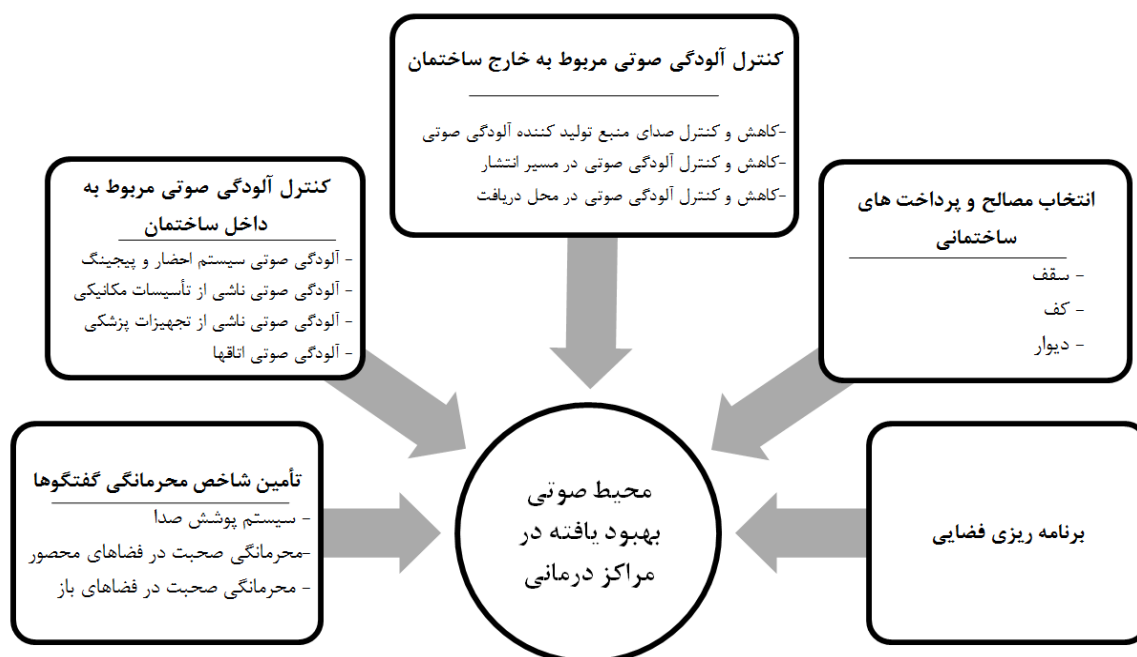 کنترل آلودگی صوتی مربوط به خارج ساختمان
-کاهش و کنترل صدای منبع تولید کننده آلودگی صوتی
-کاهش و کنترل آلودگی صوتی در مسیر انتشار
-کاهش و کنترل آلودگی صوتی در محل دریافت
انتخاب مصالح و پرداخت های
ساختمانی
- سقف
- کف
- دیوار
کنترل آلودگی صوتی مربوط به
داخل ساختمان
- آلودگی صوتی سیستم احضار و پیجینگ
- آلودگی صوتی ناشی از تأسیسات مکانیکی
- آلودگی صوتی ناشی از تجهیزات پزشکی
- آلودگی صوتی اتاقها
برنامه ریزی فضایی
محیط صوتی
بهبود یافته در
مراکز درمانی
تأمین شاخص محرمانگی گفتگوها
- سیستم پوشش صدا
-محرمانگی صحبت در فضاهای محصور
- محرمانگی صحبت در فضاهای باز